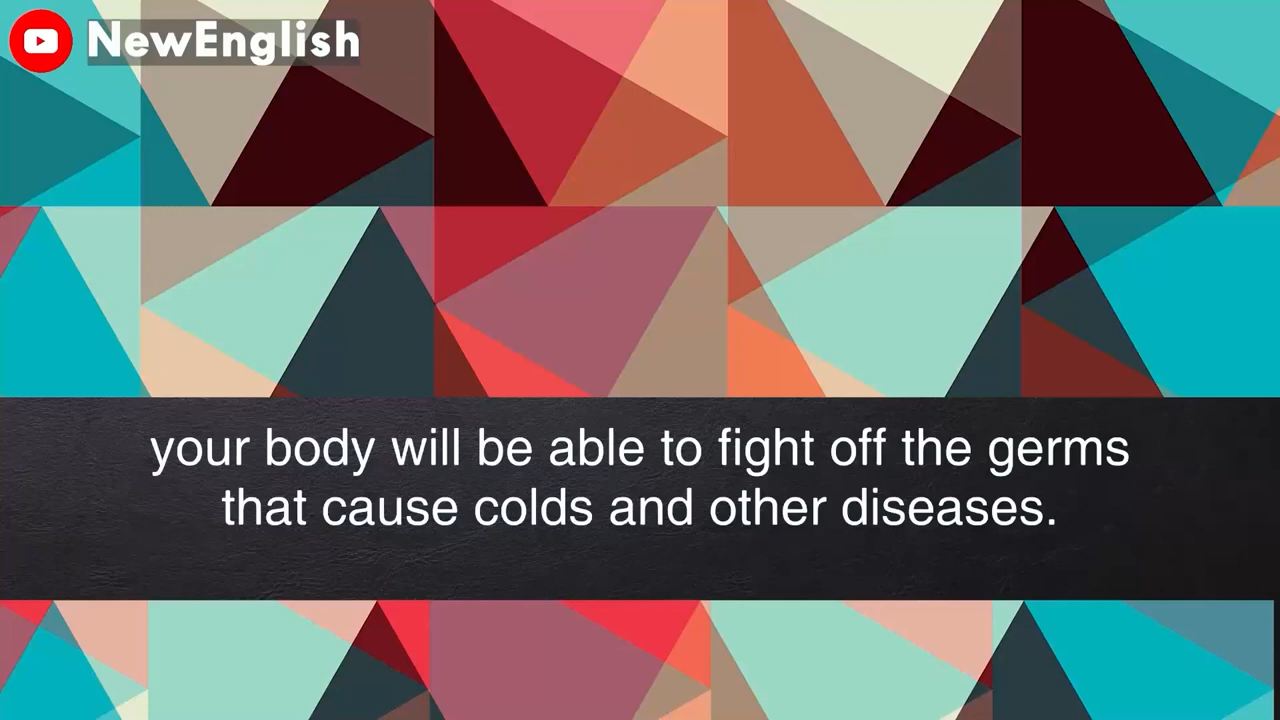 NewEnglish
your body will be able to fight off the germs
that cause colds and other diseases.